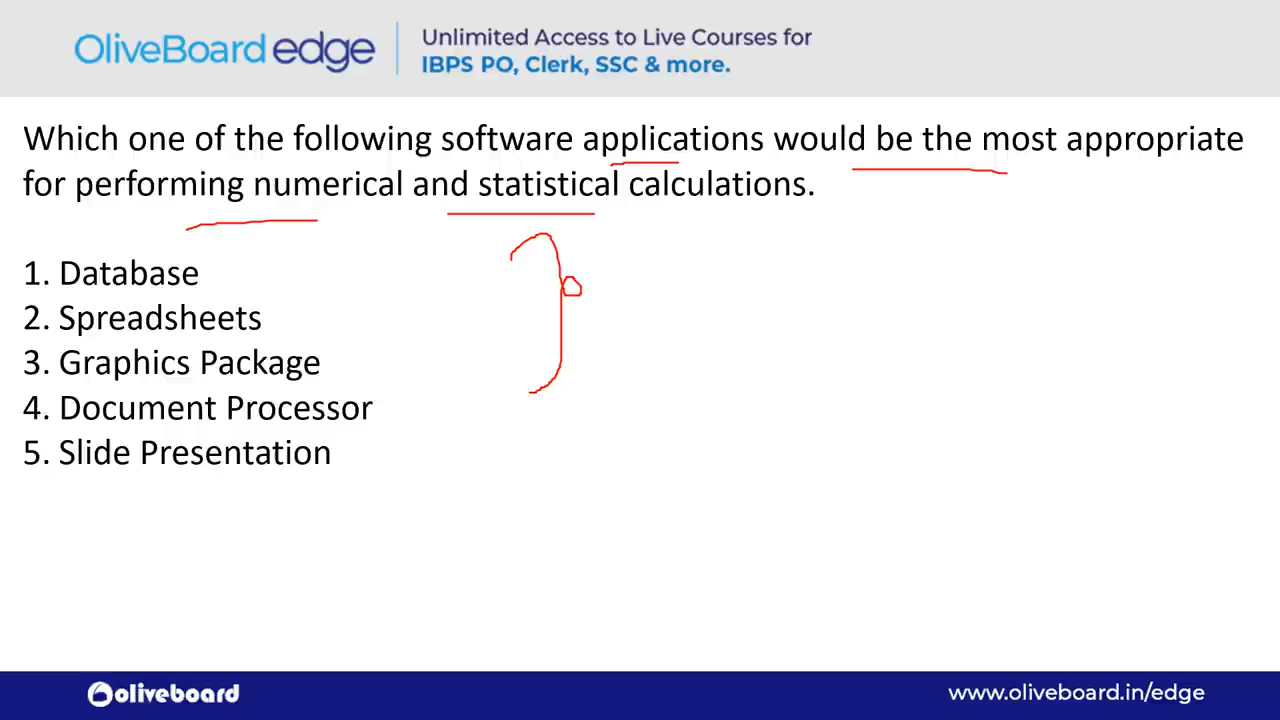 OliveBoard edge
Unlimited Access to Live Courses for
IBPS PO, Clerk, SSC & more.
Which one of the following software applications would be the most appropriate
for performing numerical and statistical calculations.
1. Database
2. Spreadsheets
3. Graphics Package
4. Document Processor
5. Slide Presentation
oliveboard
www.oliveboard.in/edge